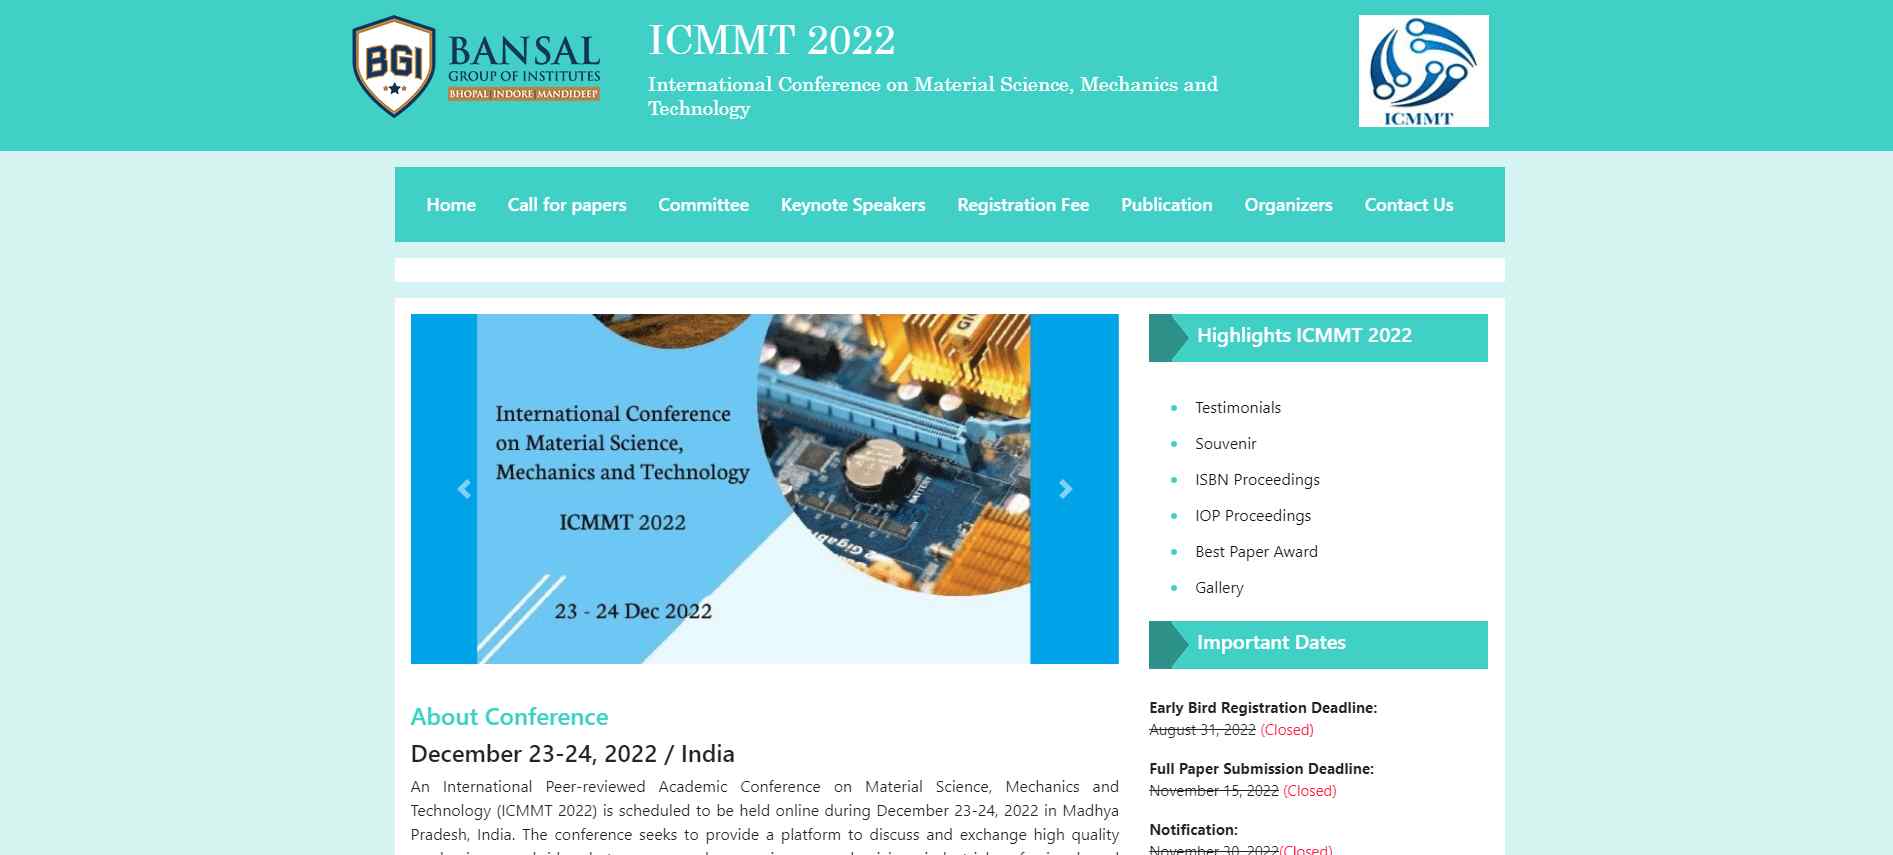 BGI
BANSAL
GROUP OF INSTITUTES
BHOPAL INDORE MANDIDEEP
ICMMT 2022
International Conference on Material Science, Mechanics and
Technology
ICMMT
Home Call for papers Committee Keynote Speakers Registration Fee Publication Organizers Contact Us
International Conference
on Material Science,
Mechanics and Technology
ICMMT 2022
23 - 24 Dec 2022
BATTERY
About Conference
December 23-24, 2022 / India
An International Peer-reviewed Academic Conference on Material Science, Mechanics and
Technology (ICMMT 2022) is scheduled to be held online during December 23-24, 2022 in Madhya
Pradesh, India. The conference seeks to provide a platform to discuss and exchange high quality
Highlights ICMMT 2022
Testimonials
Souvenir
ISBN Proceedings
IOP Proceedings
Best Paper Award
Gallery
Important Dates
Early Bird Registration Deadline:
August 31, 2022 (Closed)
Full Paper Submission Deadline:
November 15, 2022 (Closed)
Notification:
November 30, 2022(Closed)